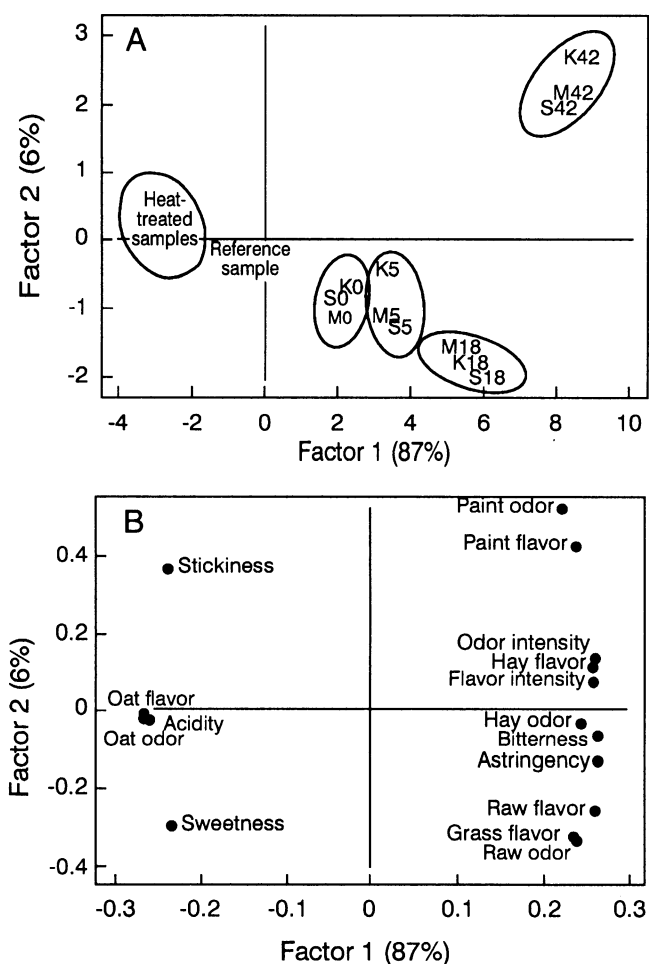 A
3
2
1
0
-1
-2
Factor 2 (6%)
K42
M42
S42
Heat-
treated
samples
Reference
sample
K0
S0
M0
K5
M5
S5
M18
K18
S18
-4
-2
0
2
4
6
8
10
Factor 1 (87%)
B
0.4
0.2
0
-0.2
-0.4
Factor 2 (6%)
Paint odor
Paint flavor
Stickiness
Odor intensity
Hay flavor
Flavor intensity
Oat flavor
Acidity
Oat odor
Hay odor
Bitterness
Astringency
Sweetness
Raw flavor
Grass flavor
Raw odor
-0.3
-0.2
-0.1
0
0.1
0.2
0.3
Factor 1 (87%)